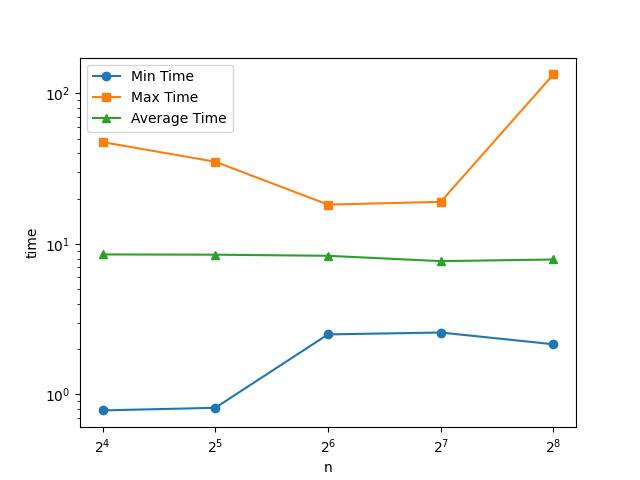 Min Time
Max Time
Average Time
10²
10¹
10⁰
time
2⁴ 2⁵ 2⁶ 2⁷ 2⁸
n